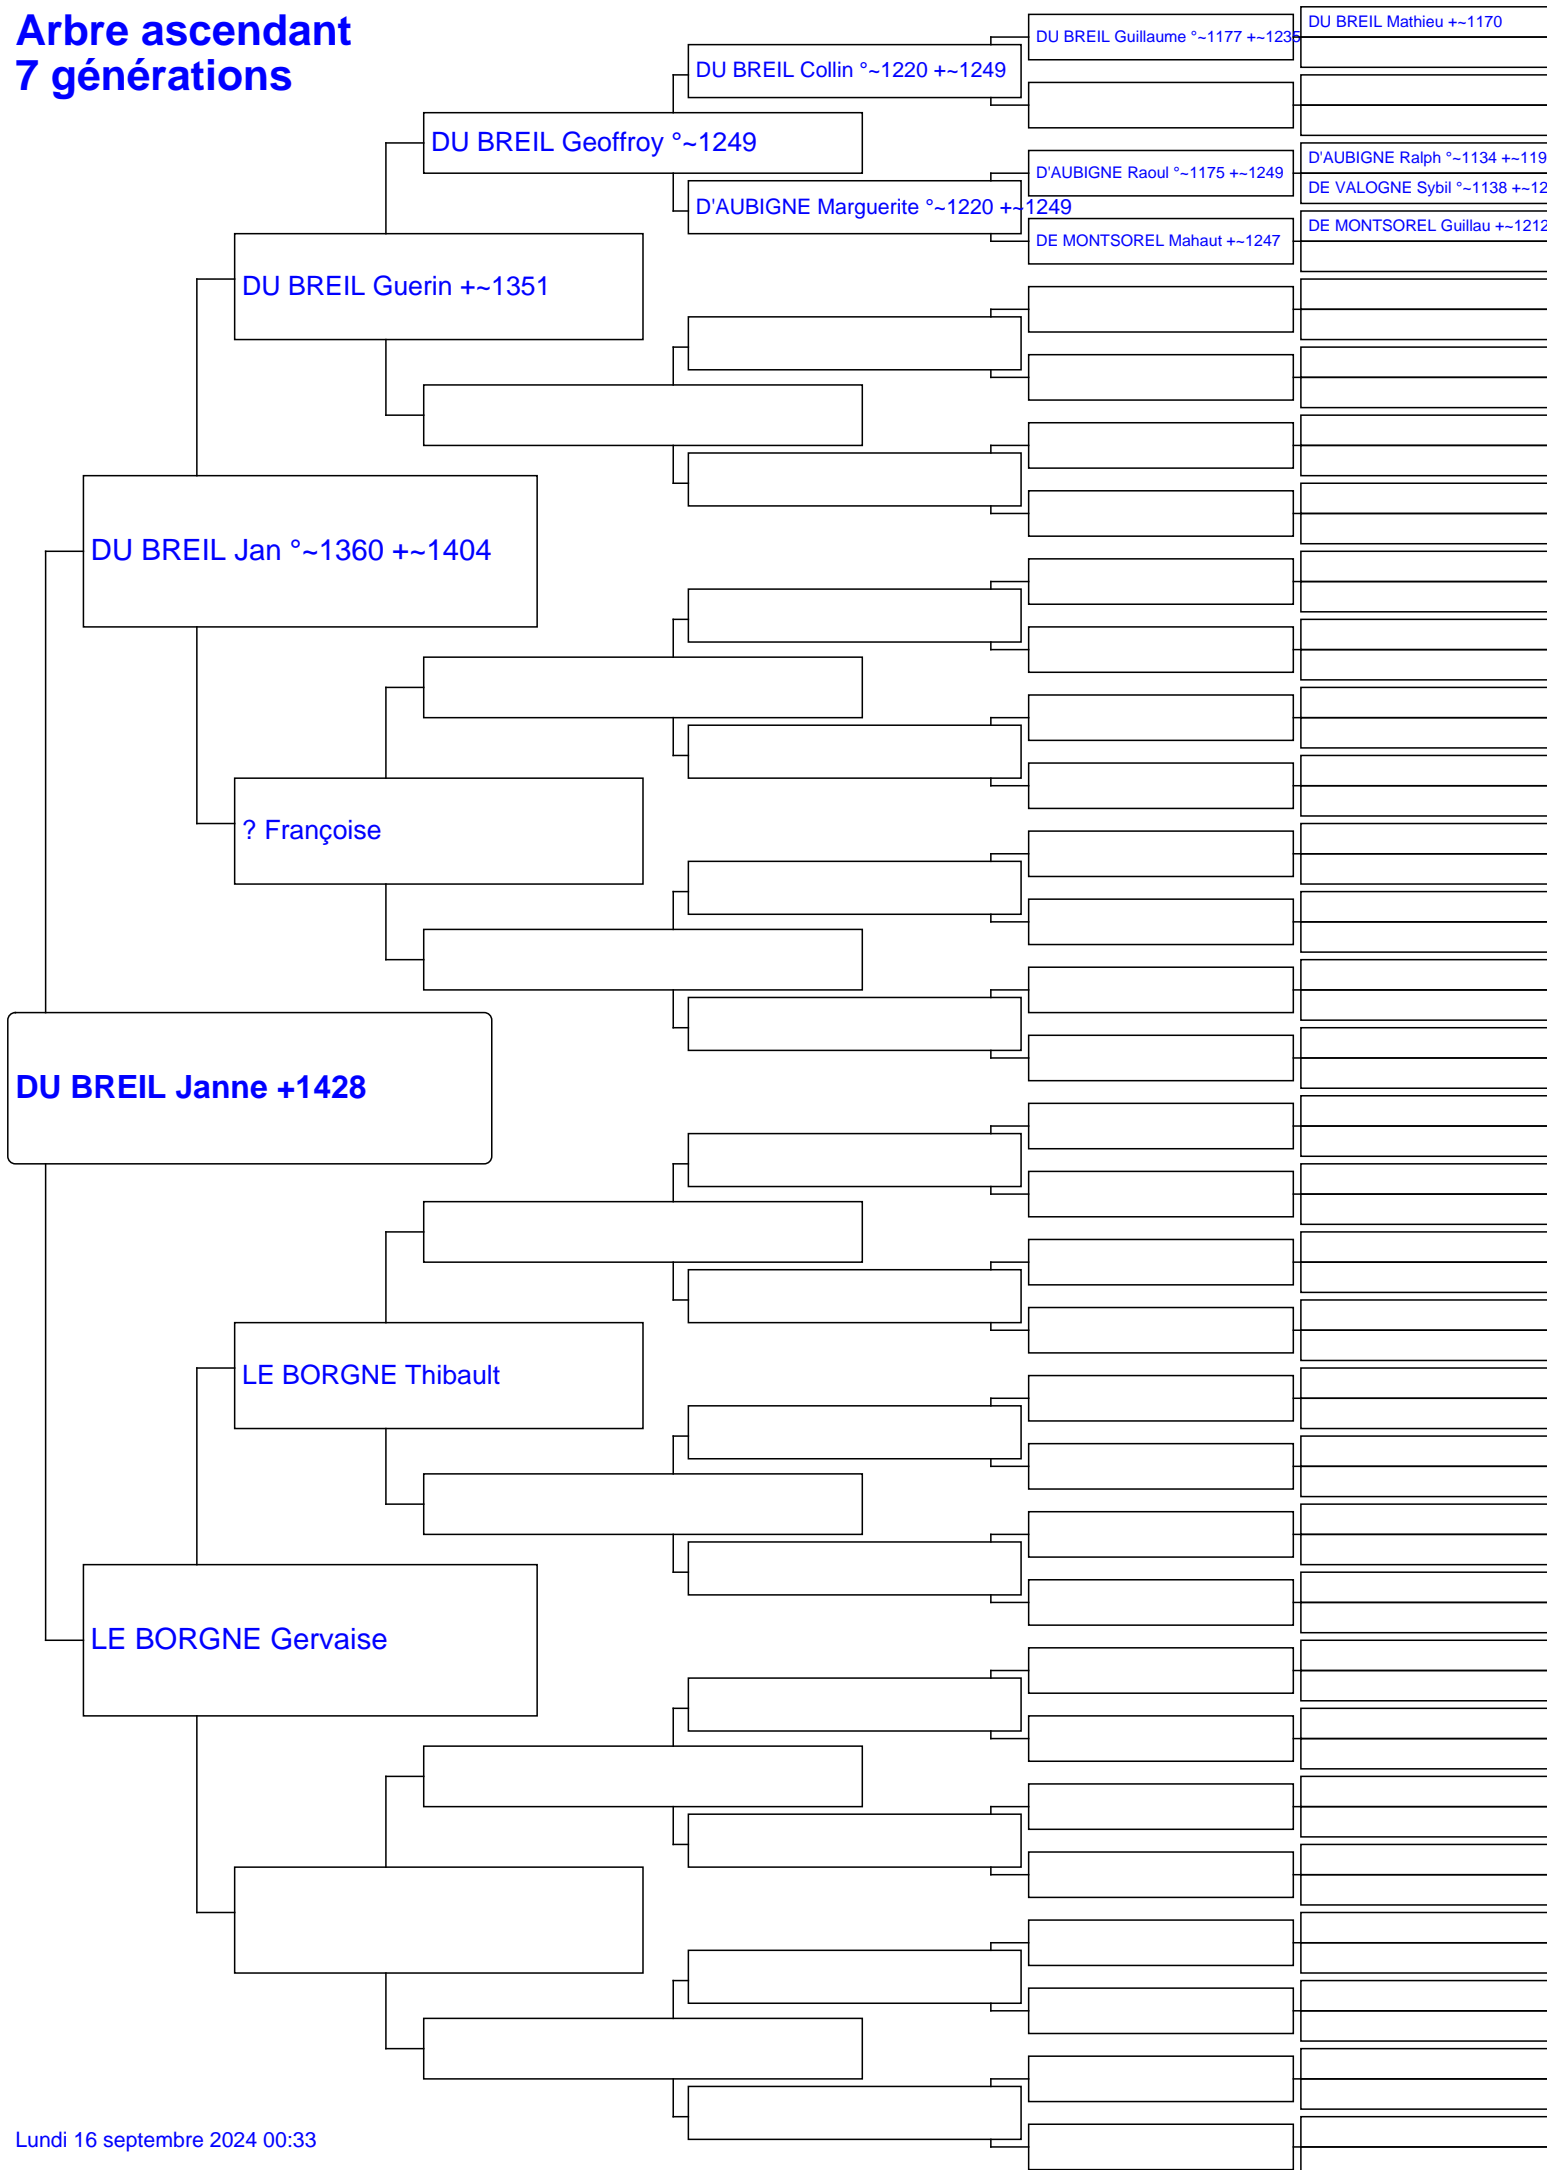 Arbre ascendant
7 générations
DU BREIL Mathieu +~1170
DU BREIL Guillaume °~1177 +~1235
DU BREIL Collin °~1220 +~1249
DU BREIL Geoffroy °~1249
D'AUBIGNE Ralph °~1134 +~119
D'AUBIGNE Raoul °~1175 +~1249
DE VALOGNE Sybil °~1138 +~12
D'AUBIGNE Marguerite °~1220 +~1249
DE MONTSOREL Guillau +~1212
DE MONTSOREL Mahaut +~1247
DU BREIL Guerin +~1351
DU BREIL Jan °~1360 +~1404
? Françoise
DU BREIL Janne +1428
LE BORGNE Thibault
LE BORGNE Gervaise
Lundi 16 septembre 2024 00:33